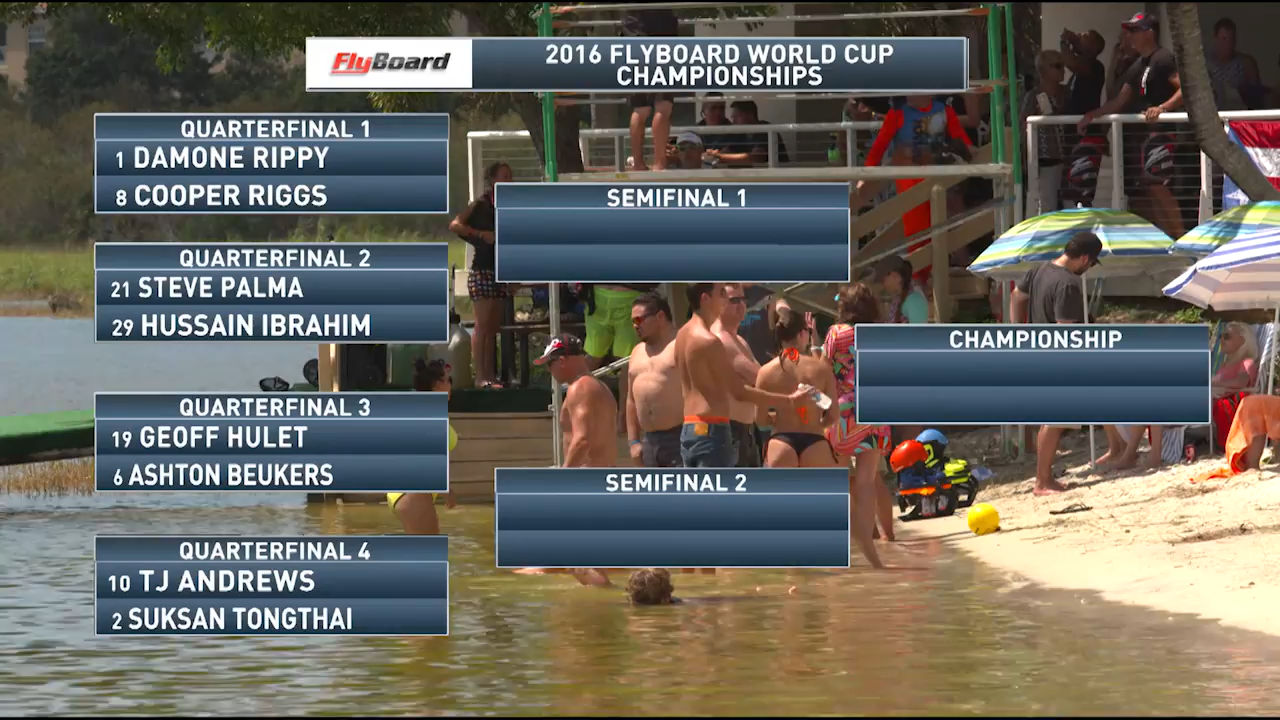 FlyBoard
2016 FLYBOARD WORLD CUP
CHAMPIONSHIPS
QUARTERFINAL 1
1 DAMONE RIPPY
8 COOPER RIGGS
QUARTERFINAL 2
21 STEVE PALMA
29 HUSSAIN IBRAHIM
QUARTERFINAL 3
19 GEOFF HULET
6 ASHTON BEUKERS
QUARTERFINAL 4
10 TJ ANDREWS
2 SUKSAN TONGTHAI
SEMIFINAL 1
SEMIFINAL 2
CHAMPIONSHIP